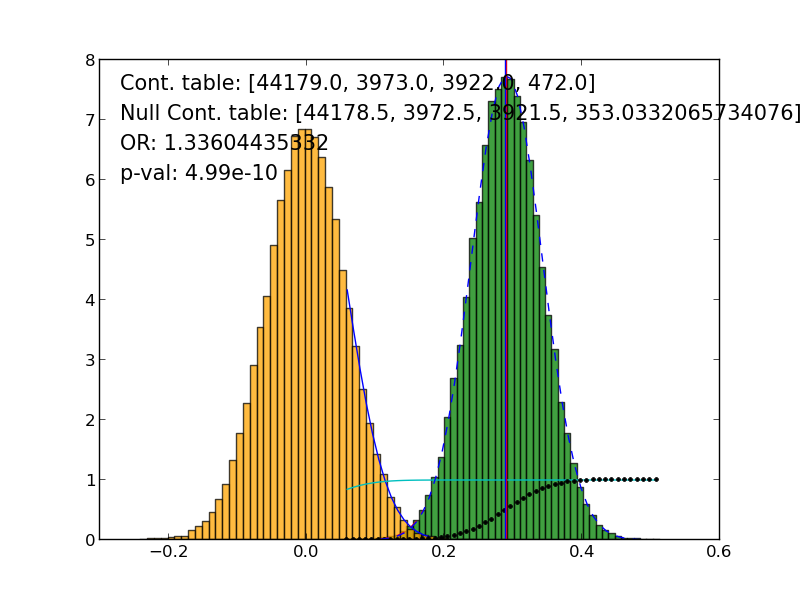 8
Cont. table: [44179.0, 3973.0, 3922.0, 472.0]
7
Null Cont. table: [44178.5, 3972.5, 3921.5, 353.0332065734076]
OR: 1.33604435332
6
p-val: 4.99e-10
5
4
3
2
1
0
−0.2 0.0 0.2 0.4 0.6